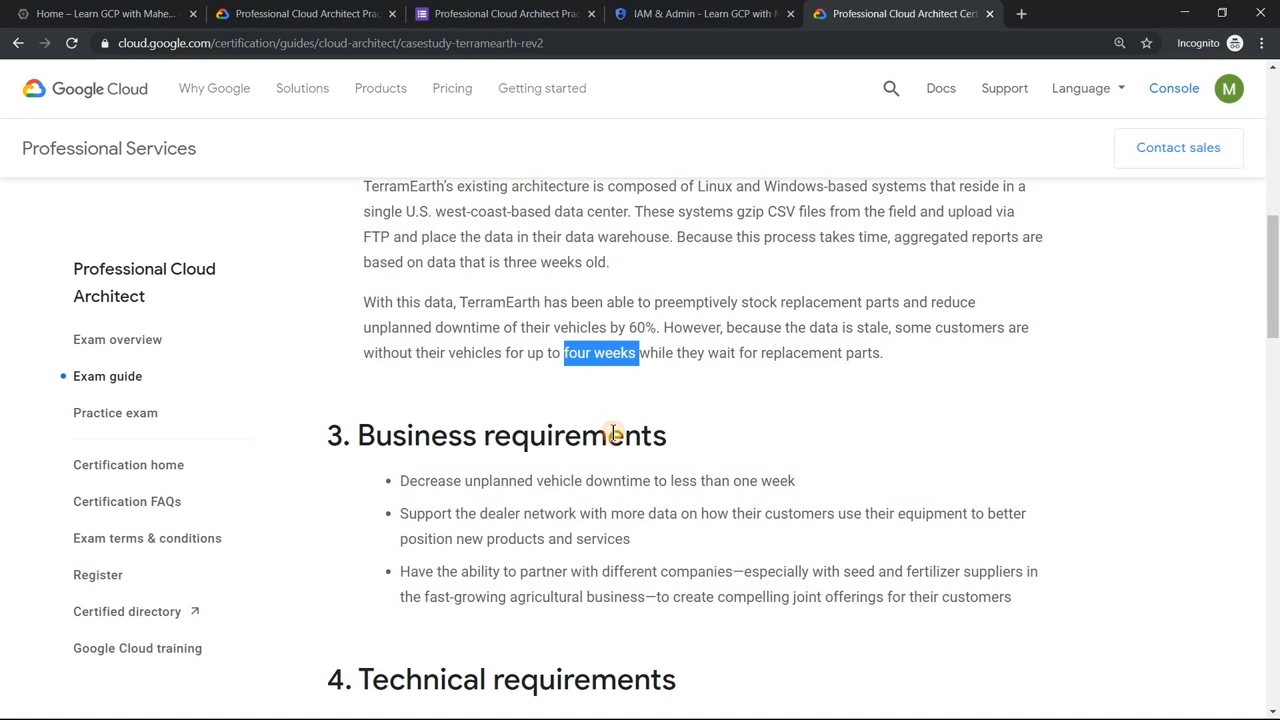 Home – Learn GCP with Mahe...
Professional Cloud Architect Prac
Professional Cloud Architect Prac
IAM & Admin - Learn GCP with M
Professional Cloud Architect Cert
cloud.google.com/certification/guides/cloud-architect/casestudy-terramearth-rev2
Incognito
Google Cloud
Why Google
Solutions
Products
Pricing
Getting started
Docs
Support
Language
Console
M
Professional Services
Contact sales
TerramEarth's existing architecture is composed of Linux and Windows-based systems that reside in a
single U.S. west-coast-based data center. These systems gzip CSV files from the field and upload via
FTP and place the data in their data warehouse. Because this process takes time, aggregated reports are
based on data that is three weeks old.
With this data, TerramEarth has been able to preemptively stock replacement parts and reduce
unplanned downtime of their vehicles by 60%. However, because the data is stale, some customers are
without their vehicles for up to four weeks while they wait for replacement parts.
Professional Cloud
Architect
Exam overview
Exam guide
Practice exam
Certification home
Certification FAQs
Exam terms & conditions
Register
Certified directory
Google Cloud training
3. Business requirements
• Decrease unplanned vehicle downtime to less than one week
• Support the dealer network with more data on how their customers use their equipment to better
position new products and services
• Have the ability to partner with different companies—especially with seed and fertilizer suppliers in
the fast-growing agricultural business—to create compelling joint offerings for their customers
4. Technical requirements